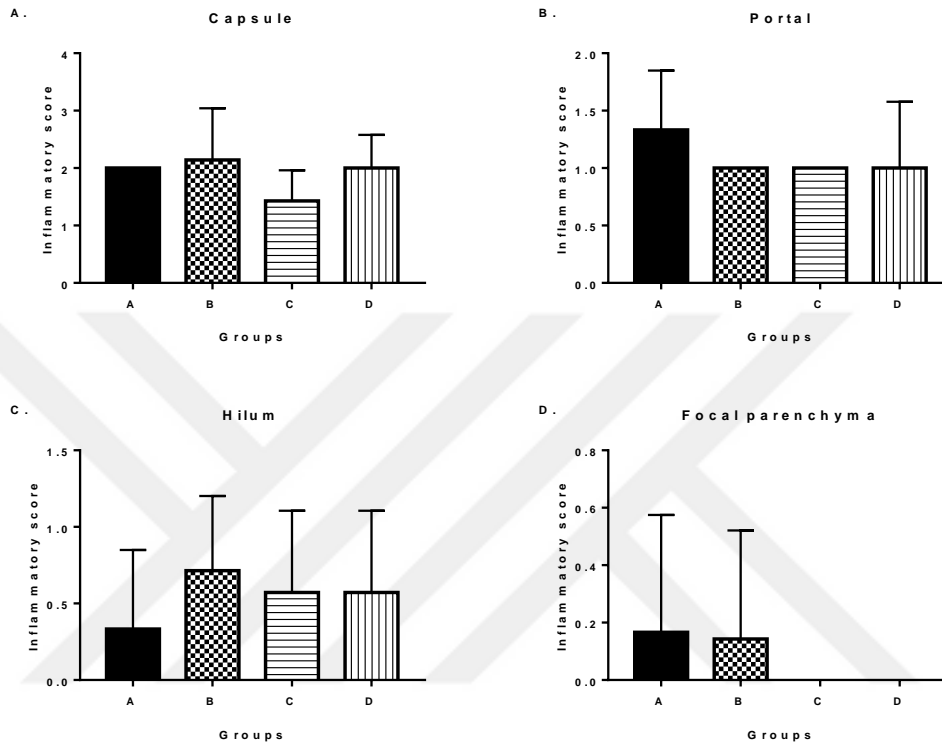 A.
Capsule
Inflammatory score
4
3
2
1
0
A B C D
Groups
B.
Portal
Inflammatory score
2.0
1.5
1.0
0.5
0.0
A B C D
Groups
C.
Hilum
Inflammatory score
1.5
1.0
0.5
0.0
A B C D
Groups
D.
Focal parenchyma
Inflammatory score
0.8
0.6
0.4
0.2
0.0
A B C D
Groups